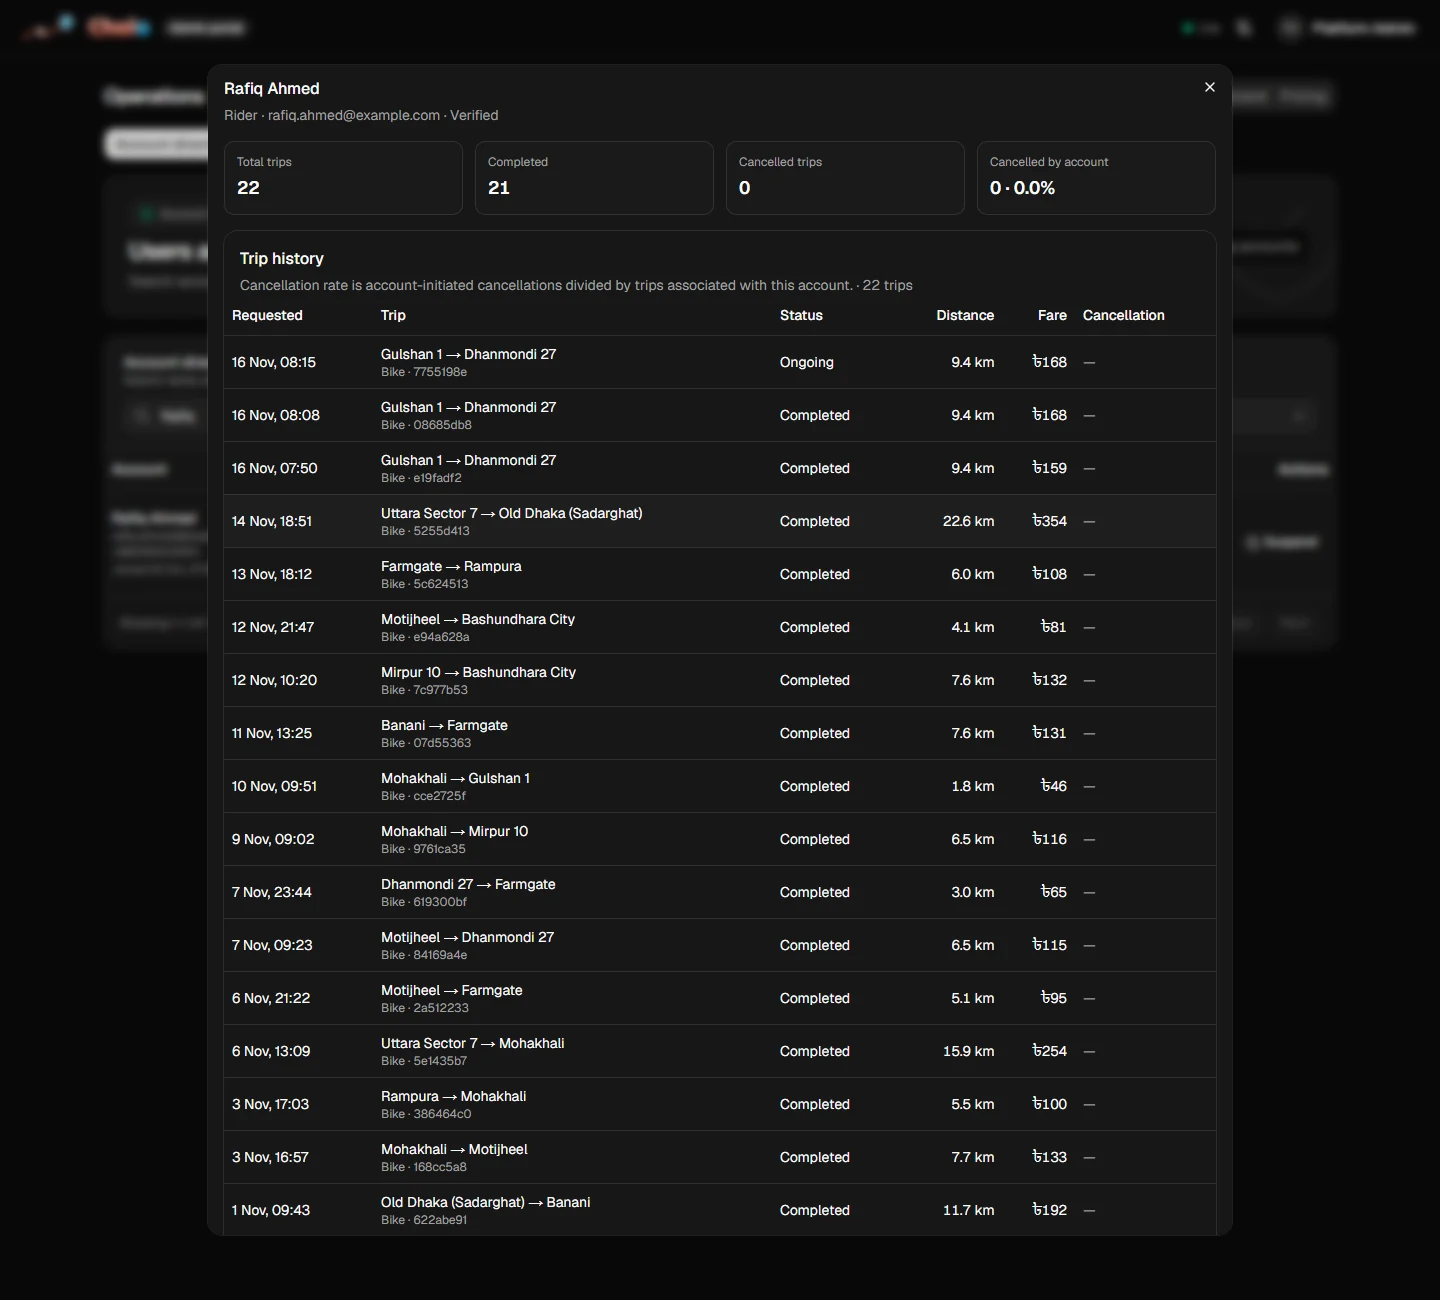 Rafiq Ahmed
Rider · rafiq.ahmed@example.com · Verified
Total trips
22
Completed
21
Cancelled trips
0
Cancelled by account
0 · 0.0%
Trip history
Cancellation rate is account-initiated cancellations divided by trips associated with this account. · 22 trips
Requested Trip Status Distance Fare Cancellation
16 Nov, 08:15 Gulshan 1 → Dhanmondi 27 Ongoing 9.4 km ৳168 —
Bike · 7755198e
16 Nov, 08:08 Gulshan 1 → Dhanmondi 27 Completed 9.4 km ৳168 —
Bike · 08685db8
16 Nov, 07:50 Gulshan 1 → Dhanmondi 27 Completed 9.4 km ৳159 —
Bike · e19fadf2
14 Nov, 18:51 Uttara Sector 7 → Old Dhaka (Sadarghat) Completed 22.6 km ৳354 —
Bike · 5255d413
13 Nov, 18:12 Farmgate → Rampura Completed 6.0 km ৳108 —
Bike · 5c624513
12 Nov, 21:47 Motijheel → Bashundhara City Completed 4.1 km ৳81 —
Bike · e94a628a
12 Nov, 10:20 Mirpur 10 → Bashundhara City Completed 7.6 km ৳132 —
Bike · 7c977b53
11 Nov, 13:25 Banani → Farmgate Completed 7.6 km ৳131 —
Bike · 07d55363
10 Nov, 09:51 Mohakhali → Gulshan 1 Completed 1.8 km ৳46 —
Bike · cce2725f
9 Nov, 09:02 Mohakhali → Mirpur 10 Completed 6.5 km ৳116 —
Bike · 9761ca35
7 Nov, 23:44 Dhanmondi 27 → Farmgate Completed 3.0 km ৳65 —
Bike · 619300bf
7 Nov, 09:23 Motijheel → Dhanmondi 27 Completed 6.5 km ৳115 —
Bike · 84169a4e
6 Nov, 21:22 Motijheel → Farmgate Completed 5.1 km ৳95 —
Bike · 2a512233
6 Nov, 13:09 Uttara Sector 7 → Mohakhali Completed 15.9 km ৳254 —
Bike · 5e1435b7
3 Nov, 17:03 Rampura → Mohakhali Completed 5.5 km ৳100 —
Bike · 386464c0
3 Nov, 16:57 Mohakhali → Motijheel Completed 7.7 km ৳133 —
Bike · 168cc5a8
1 Nov, 09:43 Old Dhaka (Sadarghat) → Banani Completed 11.7 km ৳192 —
Bike · 622abe91